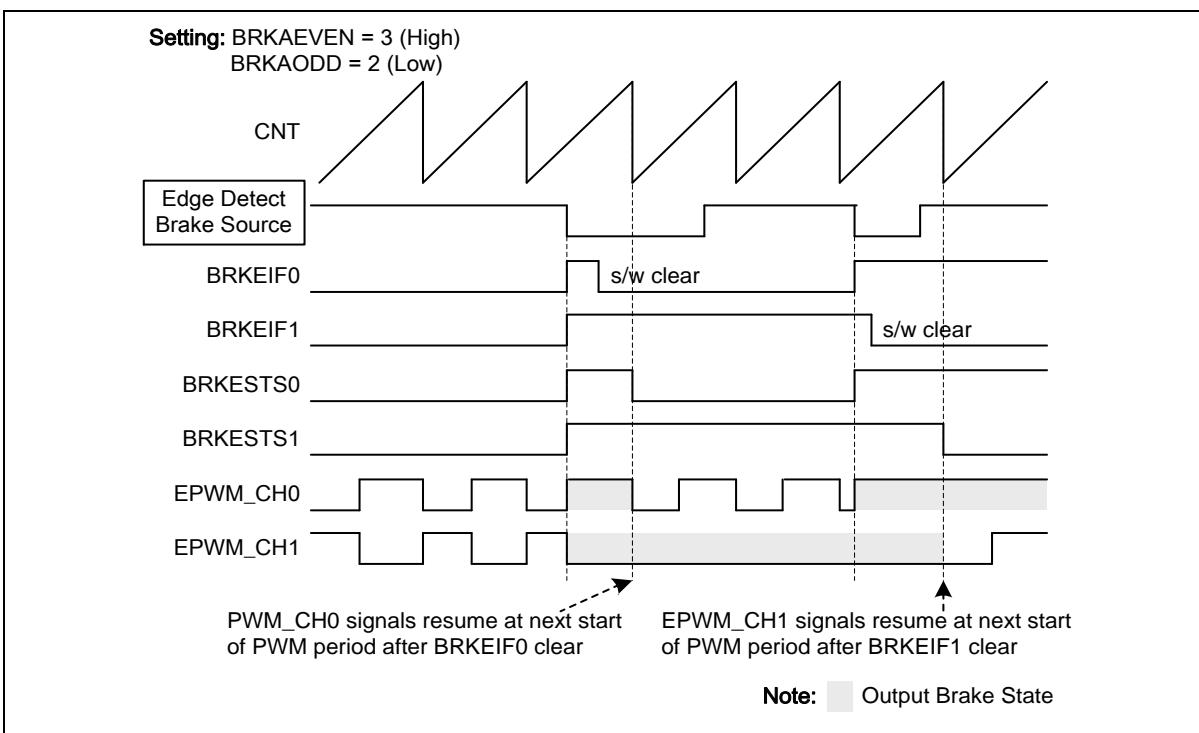 Setting: BRKAEVEN = 3 (High)
BRKAODD = 2 (Low)
CNT
Edge Detect
Brake Source
BRKEIF0
s/w clear
BRKEIF1
s/w clear
BRKESTS0
BRKESTS1
EPWM_CH0
EPWM_CH1
PWM_CH0 signals resume at next start
of PWM period after BRKEIF0 clear
EPWM_CH1 signals resume at next start
of PWM period after BRKEIF1 clear
Note: Output Brake State